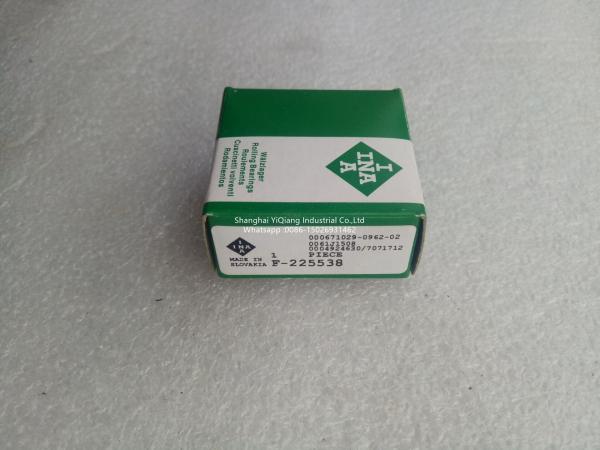 Wälzlager
Rolling Bearings
Roulements
Cuscinetti volventi
Rodamientos
I
INA
A
Shanghai YiQiang Industrial Co.,Ltd
Whatsapp :0086-15026931462
I
INA
A
MADE IN
SLOVAKIA
000671029-0962-02
0061J1508
0004924630/7071712
1 PIECE
F-225538